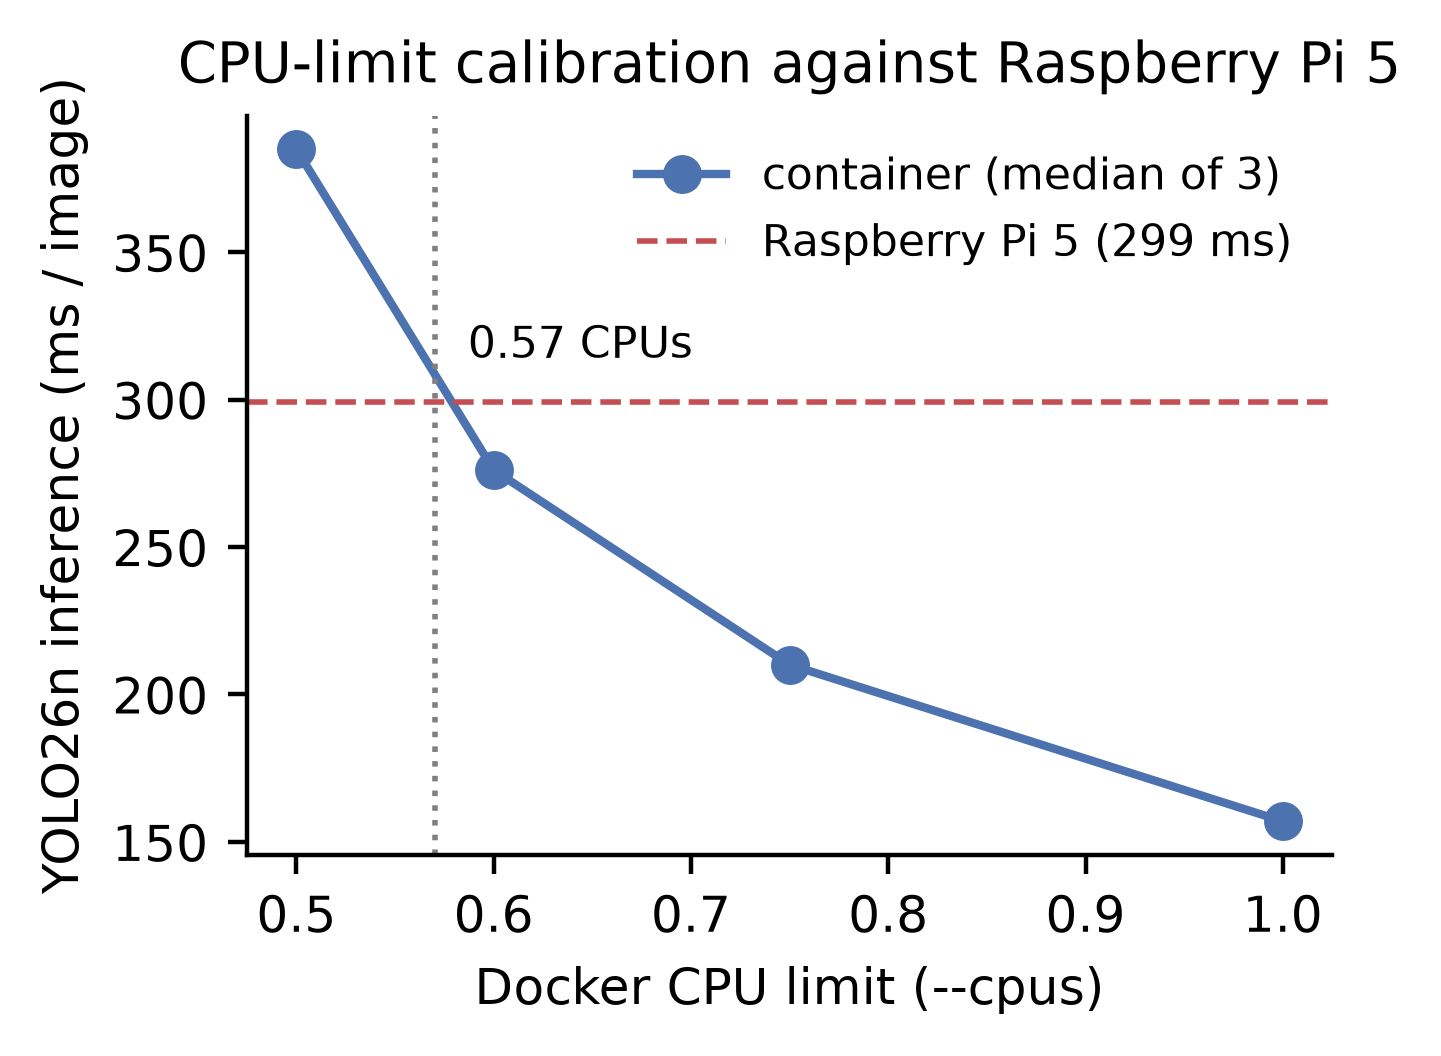 CPU-limit calibration against Raspberry Pi 5
YOLO26n inference (ms / image)
container (median of 3)
Raspberry Pi 5 (299 ms)
0.57 CPUs
350
300
250
200
150
0.5 0.6 0.7 0.8 0.9 1.0
Docker CPU limit (--cpus)